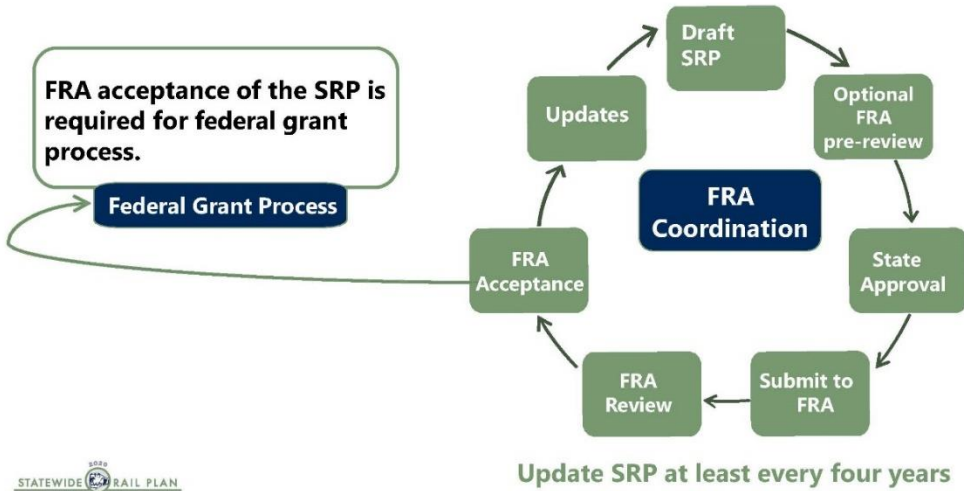 FRA acceptance of the SRP is
required for federal grant
process.
Federal Grant Process
Draft
SRP
Optional
FRA
pre-review
State
Approval
Submit to
FRA
FRA
Review
FRA
Acceptance
Updates
FRA
Coordination
Update SRP at least every four years
2020
STATEWIDE RAIL PLAN